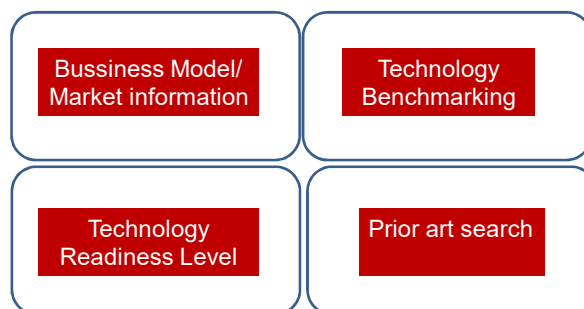 Bussiness Model/
Market information
Technology
Benchmarking
Technology
Readiness Level
Prior art search